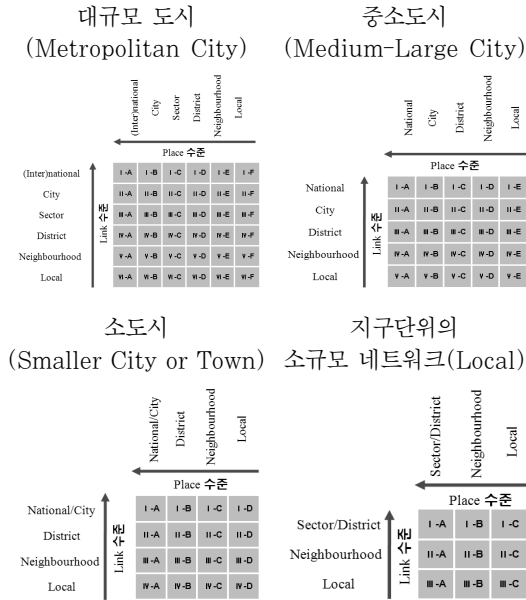 대규모 도시
(Metropolitan City)
(Inter)national
City
Sector
District
Neighbourhood
Local
Place 수준
Link 수준
(Inter)national
I -A I -B I -C I -D I -E I -F
City
II -A II -B II -C II -D II -E II -F
Sector
III -A III -B III -C III -D III -E III -F
District
IV -A IV -B IV -C IV -D IV -E IV -F
Neighbourhood
V -A V -B V -C V -D V -E V -F
Local
VI -A VI -B VI -C VI -D VI -E VI -F
중소도시
(Medium-Large City)
National
City
District
Neighbourhood
Local
Place 수준
Link 수준
National
I -A I -B I -C I -D I -E
City
II -A II -B II -C II -D II -E
District
III -A III -B III -C III -D III -E
Neighbourhood
IV -A IV -B IV -C IV -D IV -E
Local
V -A V -B V -C V -D V -E
소도시
(Smaller City or Town)
National/City
District
Neighbourhood
Local
Place 수준
Link 수준
National/City
I -A I -B I -C I -D
District
II -A II -B II -C II -D
Neighbourhood
III -A III -B III -C III -D
Local
IV -A IV -B IV -C IV -D
지구단위의
소규모 네트워크(Local)
Sector/District
Neighbourhood
Local
Place 수준
Link 수준
Sector/District
I -A I -B I -C
Neighbourhood
II -A II -B II -C
Local
III -A III -B III -C